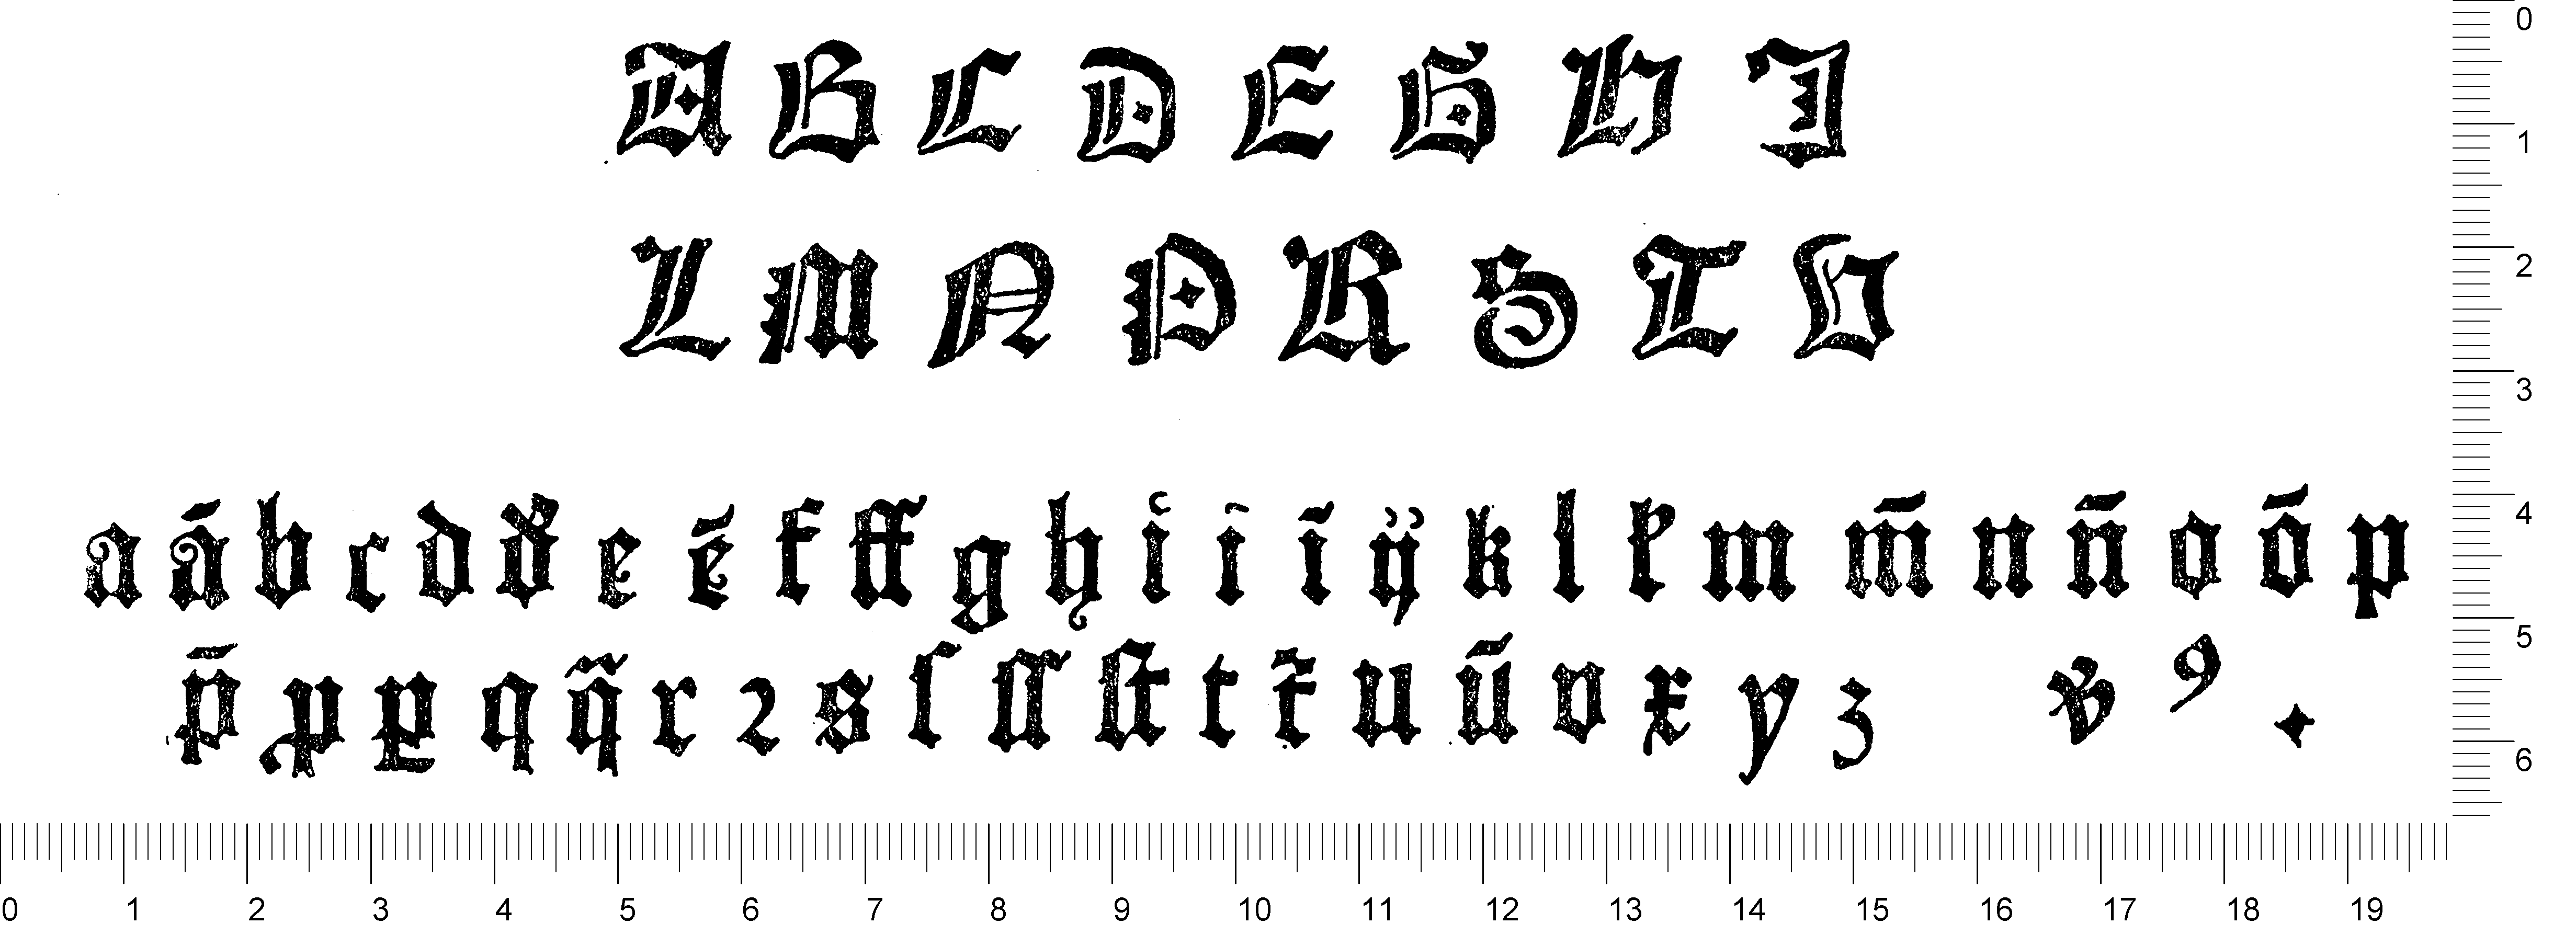 A B C D E G H I
L M N P R S T V
a ā b c d d̾ e ē f ff g h i i ī ij k l ł m m̄ n n̄ o ō p
p̄ ꝓ ꝑ q q̃ r ꝛ s ſ ſſ ſt t t̄ u ū v x y z ꝟ ꝰ .
0 1 2 3 4 5 6 7 8 9 10 11 12 13 14 15 16 17 18 19
0
1
2
3
4
5
6